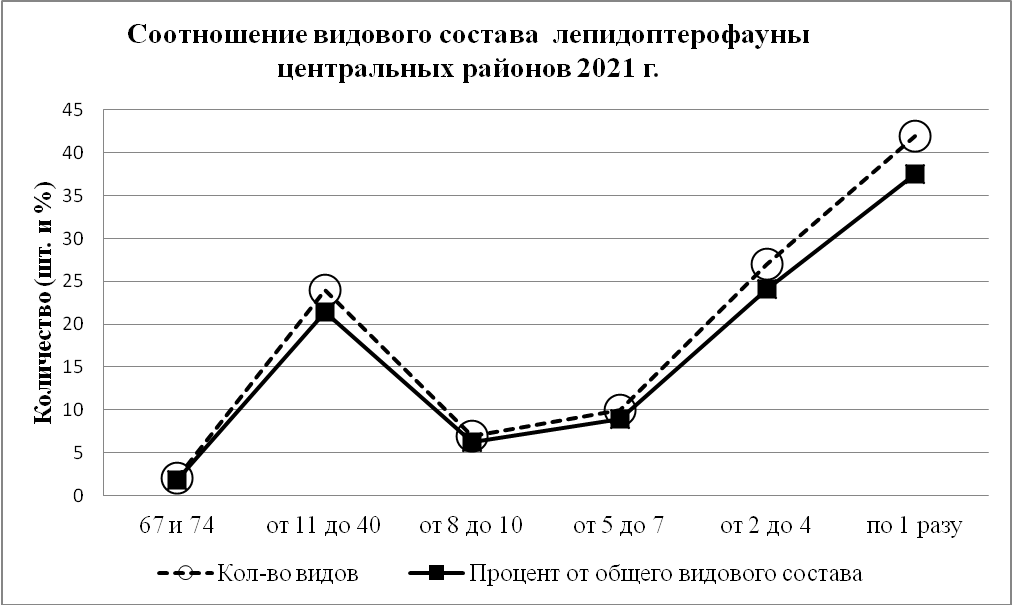 Соотношение видового состава лепидоптерофауны
центральных районов 2021 г.
Количество (шт. и %)
45
40
35
30
25
20
15
10
5
0
67 и 74
от 11 до 40
от 8 до 10
от 5 до 7
от 2 до 4
по 1 разу
Кол-во видов
Процент от общего видового состава